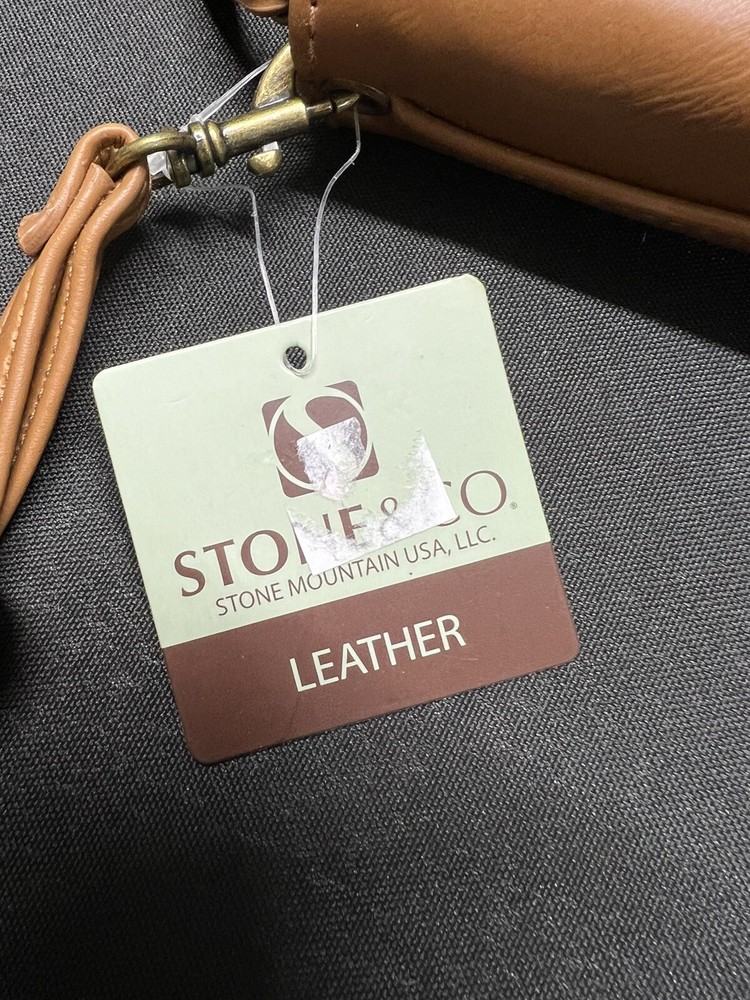 STONE & CO®
STONE MOUNTAIN USA, LLC.
LEATHER